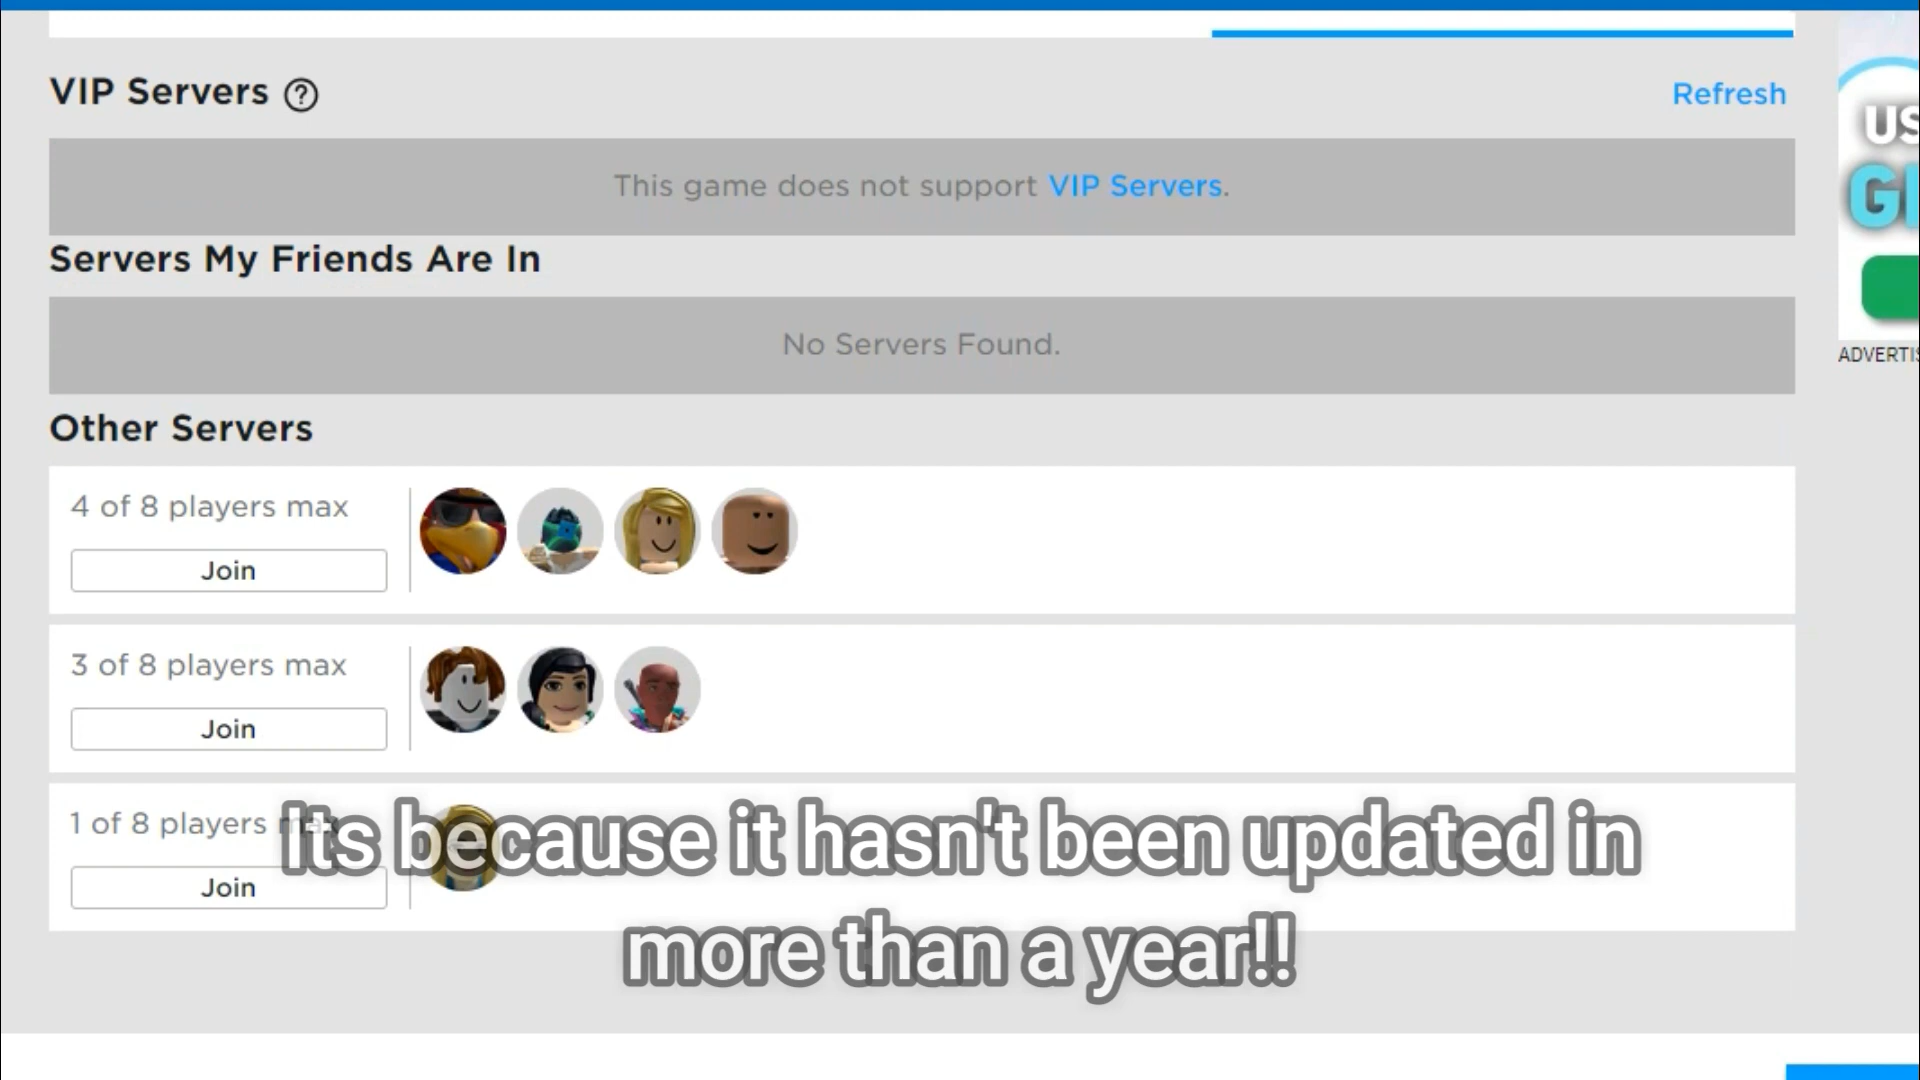 VIP Servers ?
Refresh
This game does not support VIP Servers.
Servers My Friends Are In
No Servers Found.
Other Servers
4 of 8 players max
Join
3 of 8 players max
Join
1 of 8 players max
Join
its because it hasn't been updated in
more than a year!!